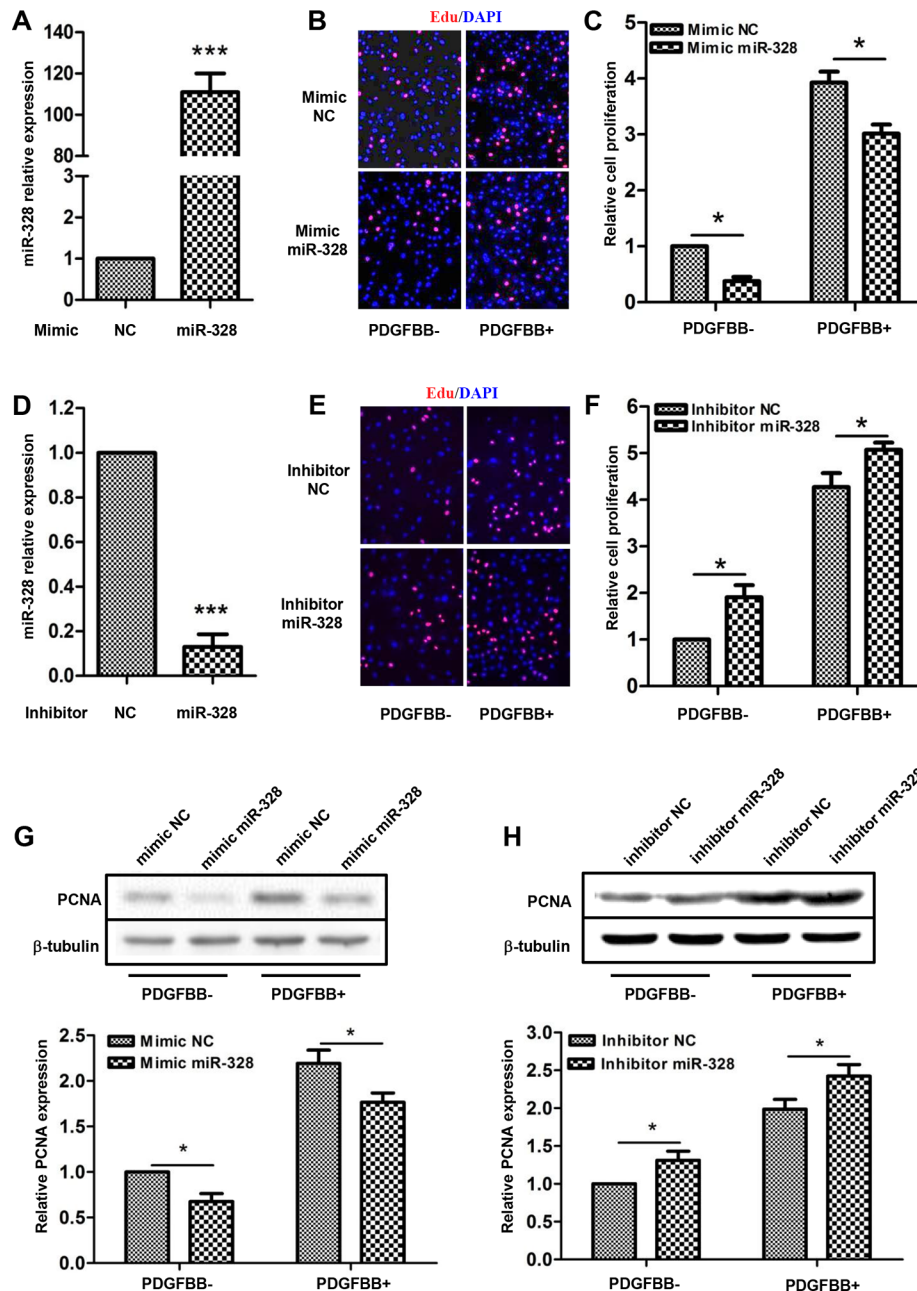 A
miR-328 relative expression
140
120
100
80
3
2
1
0
***
Mimic NC miR-328
B
Edu/DAPI
Mimic
NC
Mimic
miR-328
PDGFBB- PDGFBB+
C
Relative cell proliferation
5
4
3
2
1
0
Mimic NC
Mimic miR-328
*
*
PDGFBB- PDGFBB+
D
miR-328 relative expression
1.2
1.0
0.8
0.6
0.4
0.2
0.0
***
Inhibitor NC miR-328
E
Edu/DAPI
Inhibitor
NC
Inhibitor
miR-328
PDGFBB- PDGFBB+
F
Relative cell proliferation
6
5
4
3
2
1
0
Inhibitor NC
Inhibitor miR-328
*
*
PDGFBB- PDGFBB+
G
mimic NC
mimic miR-328
mimic NC
mimic miR-328
PCNA
β-tubulin
PDGFBB- PDGFBB+
Relative PCNA expression
2.5
2.0
1.5
1.0
0.5
0.0
Mimic NC
Mimic miR-328
*
*
PDGFBB- PDGFBB+
H
inhibitor NC
inhibitor miR-328
inhibitor NC
inhibitor miR-328
PCNA
β-tubulin
PDGFBB- PDGFBB+
Relative PCNA expression
3.0
2.5
2.0
1.5
1.0
0.5
0.0
Inhibitor NC
Inhibitor miR-328
*
*
PDGFBB- PDGFBB+